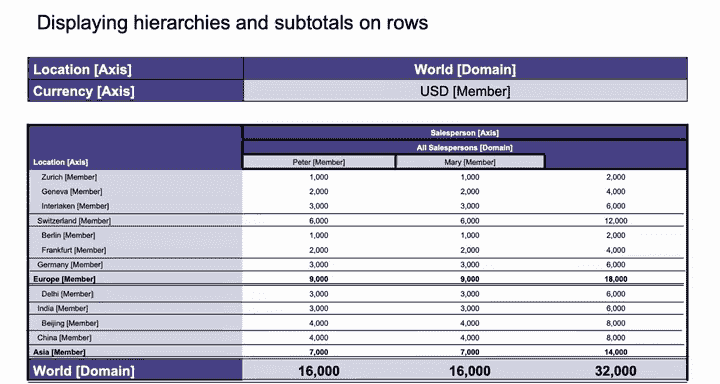 Displaying hierarchies and subtotals on rows
Location [Axis] World [Domain]
Currency [Axis] USD [Member]
Salesperson [Axis]
All Salespersons [Domain]
Location [Axis] Peter [Member] Mary [Member]
Zurich [Member] 1,000 1,000 2,000
Geneva [Member] 2,000 2,000 4,000
Interlaken [Member] 3,000 3,000 6,000
Switzerland [Member] 6,000 6,000 12,000
Berlin [Member] 1,000 1,000 2,000
Frankfurt [Member] 2,000 2,000 4,000
Germany [Member] 3,000 3,000 6,000
Europe [Member] 9,000 9,000 18,000
Delhi [Member] 3,000 3,000 6,000
India [Member] 3,000 3,000 6,000
Beijing [Member] 4,000 4,000 8,000
China [Member] 4,000 4,000 8,000
Asia [Member] 7,000 7,000 14,000
World [Domain] 16,000 16,000 32,000